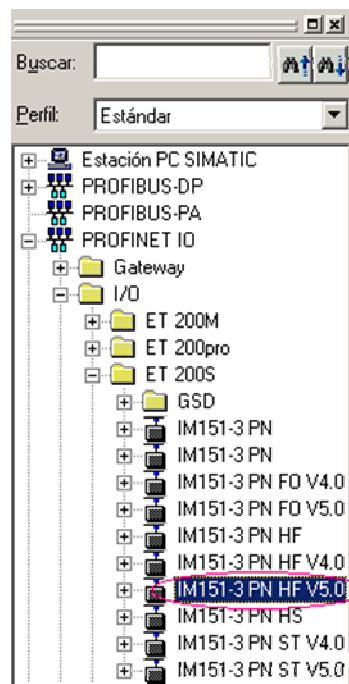 Buscar:
Perfil: Estándar
Estación PC SIMATIC
PROFIBUS-DP
PROFIBUS-PA
PROFINET IO
Gateway
I/O
ET 200M
ET 200pro
ET 200S
GSD
IM151-3 PN
IM151-3 PN
IM151-3 PN FO V4.0
IM151-3 PN FO V5.0
IM151-3 PN HF
IM151-3 PN HF V4.0
IM151-3 PN HF V5.0
IM151-3 PN HS
IM151-3 PN ST V4.0
IM151-3 PN ST V5.0